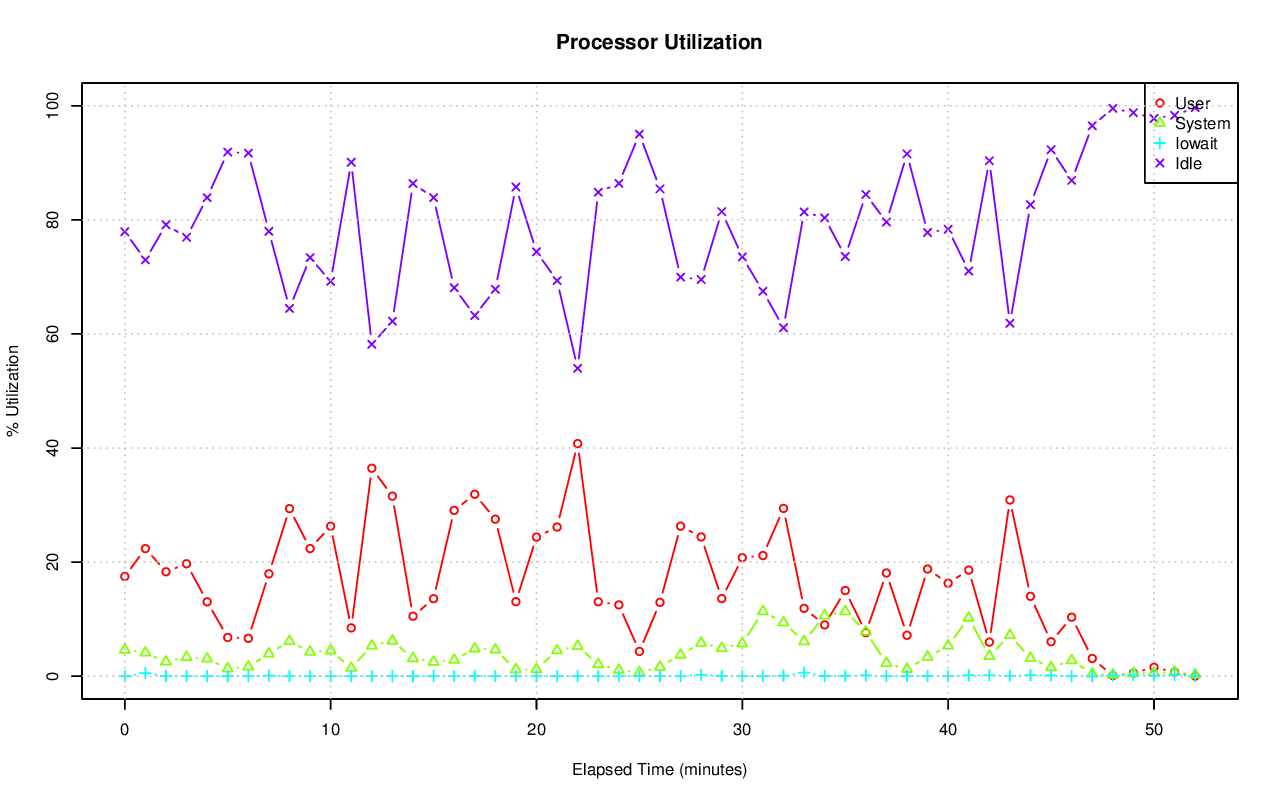 Processor Utilization
% Utilization
100
80
60
40
20
0
User
System
Iowait
Idle
0 10 20 30 40 50
Elapsed Time (minutes)